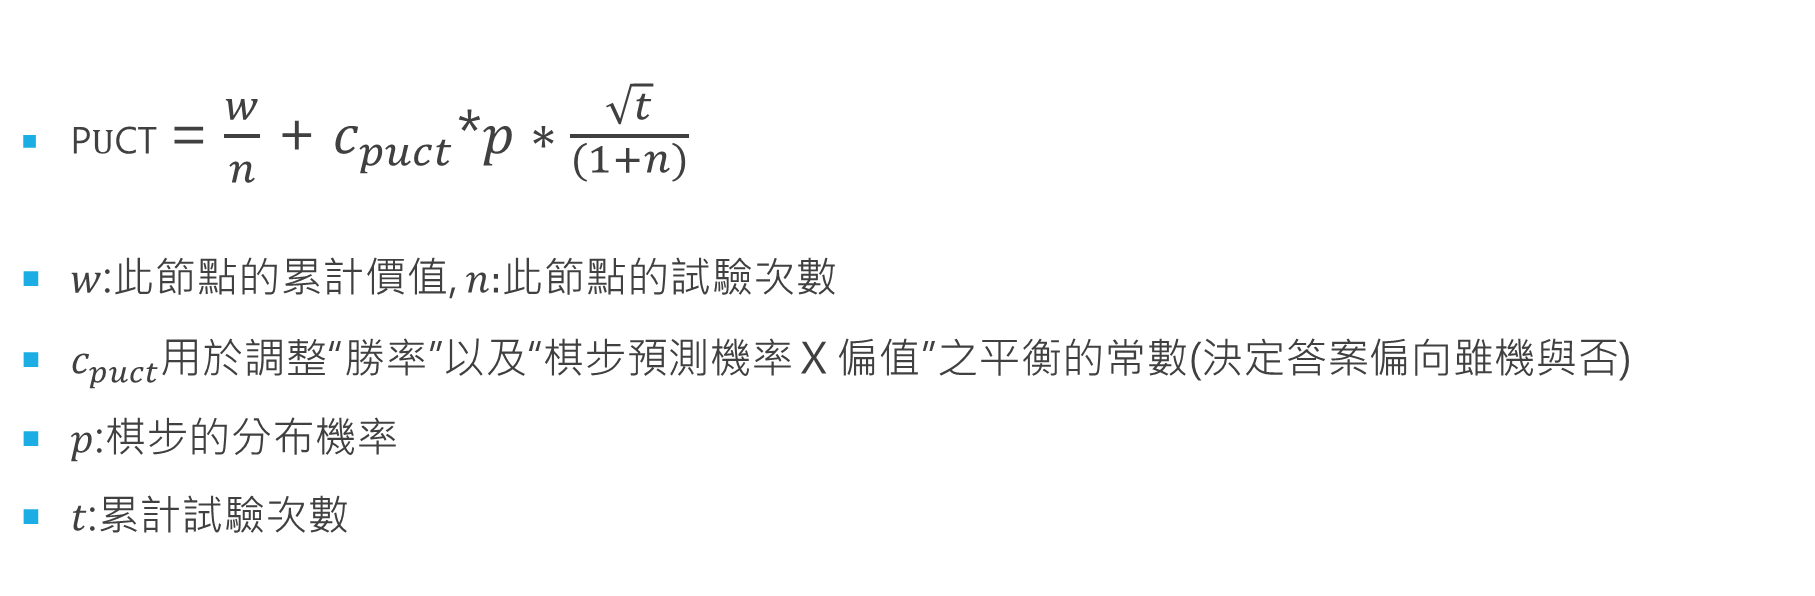 PUCT = w/n + c_puct*p * √t/(1+n)
w:此節點的累計價值, n:此節點的試驗次數
c_puct用於調整“勝率”以及“棋步預測機率 X 偏值”之平衡的常數(決定答案偏向雖機與否)
p:棋步的分布機率
t:累計試驗次數